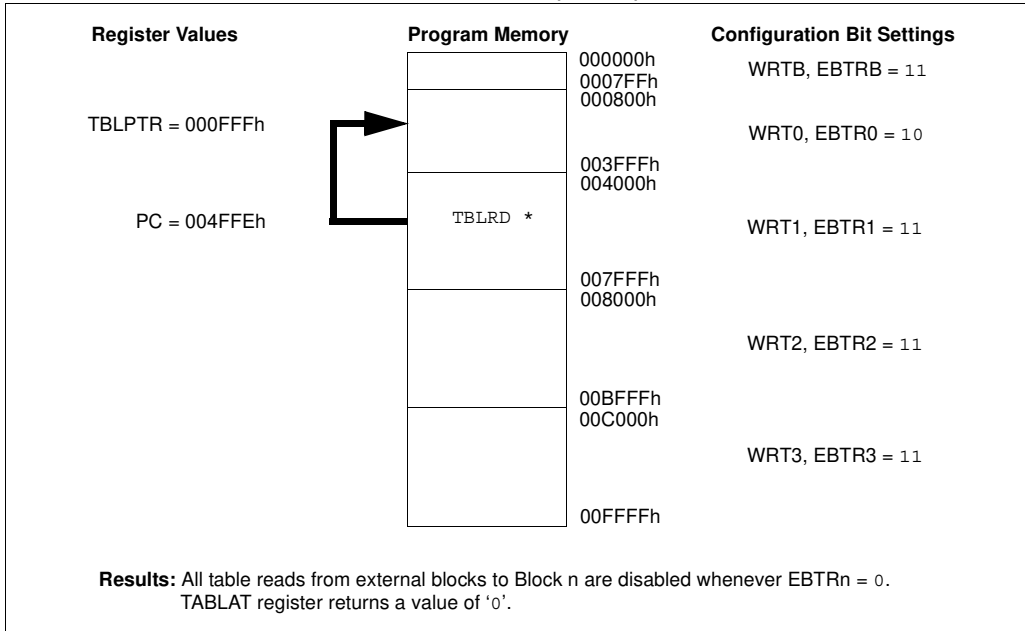 Register Values Program Memory Configuration Bit Settings
000000h
WRTB, EBTRB = 11
0007FFh
000800h
TBLPTR = 000FFFh
WRT0, EBTR0 = 10
003FFFh
004000h
PC = 004FFEh TBLRD * WRT1, EBTR1 = 11
007FFFh
008000h
WRT2, EBTR2 = 11
00BFFFh
00C000h
WRT3, EBTR3 = 11
00FFFFh
Results: All table reads from external blocks to Block n are disabled whenever EBTRn = 0.
TABLAT register returns a value of ‘0’.